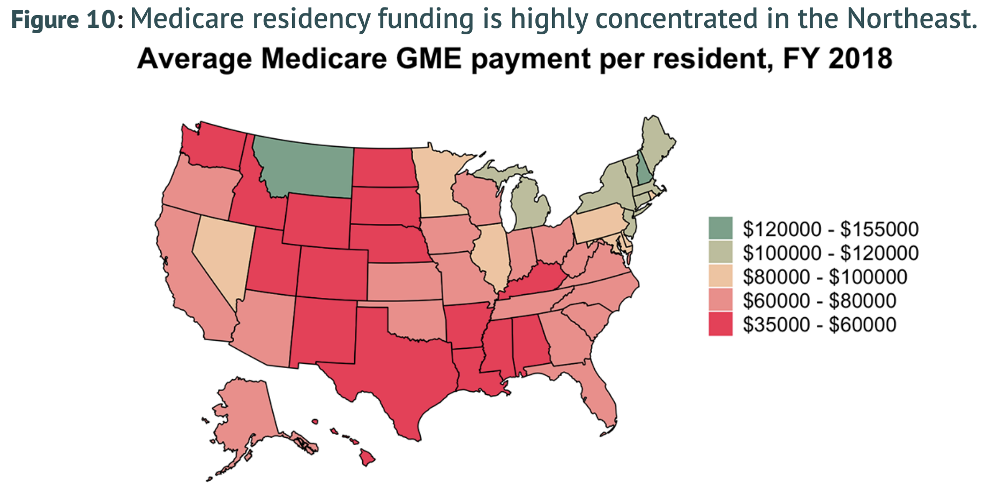 Figure 10: Medicare residency funding is highly concentrated in the Northeast.
Average Medicare GME payment per resident, FY 2018
$120000 - $155000
$100000 - $120000
$80000 - $100000
$60000 - $80000
$35000 - $60000